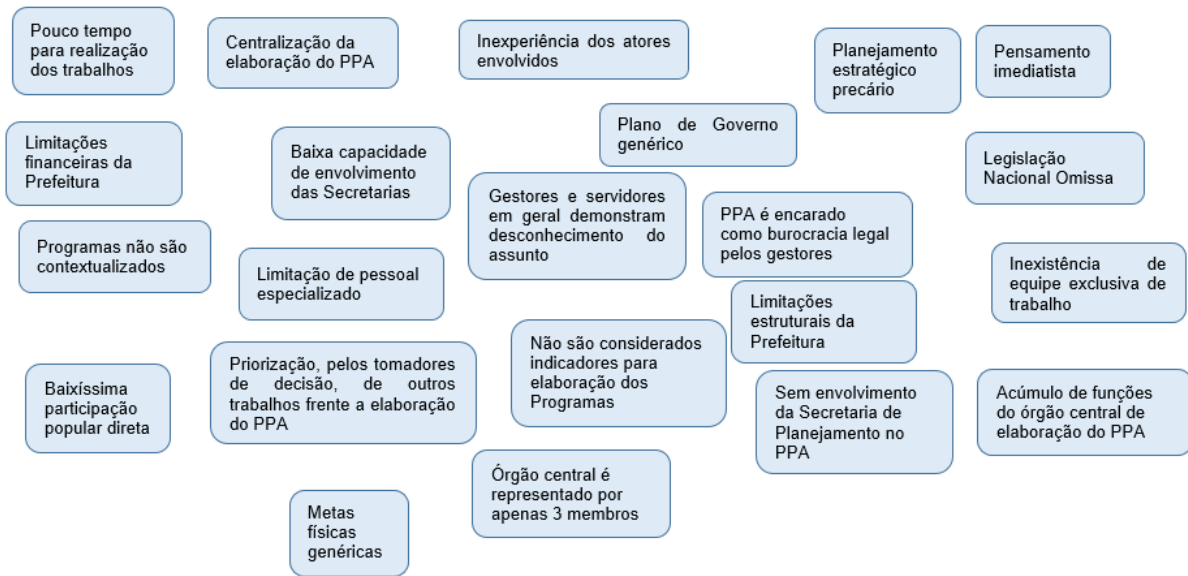 Pouco tempo
para realização
dos trabalhos
Centralização da
elaboração do PPA
Inexperiência dos atores
envolvidos
Planejamento
estratégico
precário
Pensamento
imediatista
Limitações
financeiras da
Prefeitura
Baixa capacidade
de envolvimento
das Secretarias
Plano de Governo
genérico
Legislação
Nacional Omissa
Gestores e servidores
em geral demonstram
desconhecimento do
assunto
PPA é encarado
como burocracia legal
pelos gestores
Programas não são
contextualizados
Limitação de pessoal
especializado
Inexistência de
equipe exclusiva de
trabalho
Limitações
estruturais da
Prefeitura
Não são considerados
indicadores para
elaboração dos
Programas
Priorização, pelos tomadores
de decisão, de outros
trabalhos frente a elaboração
do PPA
Baixíssima
participação
popular direta
Sem envolvimento
da Secretaria de
Planejamento no
PPA
Acúmulo de funções
do órgão central de
elaboração do PPA
Órgão central é
representado por
apenas 3 membros
Metas
físicas
genéricas